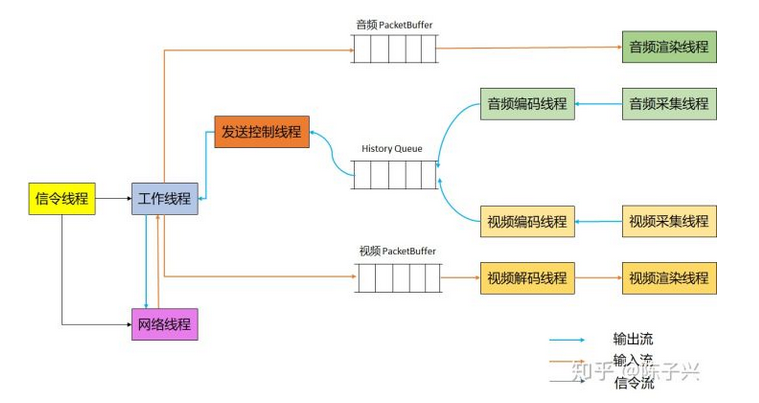 音频 PacketBuffer
音频渲染线程
音频编码线程
音频采集线程
发送控制线程
History Queue
信令线程
工作线程
视频编码线程
视频采集线程
视频 PacketBuffer
视频解码线程
视频渲染线程
网络线程
输出流
输入流
信令流
知乎 @陈子兴